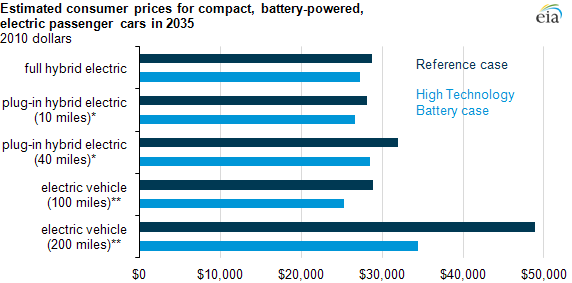 Estimated consumer prices for compact, battery-powered,
electric passenger cars in 2035
2010 dollars
eia
full hybrid electric
plug-in hybrid electric
(10 miles)*
plug-in hybrid electric
(40 miles)*
electric vehicle
(100 miles)**
electric vehicle
(200 miles)**
Reference case
High Technology
Battery case
$0 $10,000 $20,000 $30,000 $40,000 $50,000